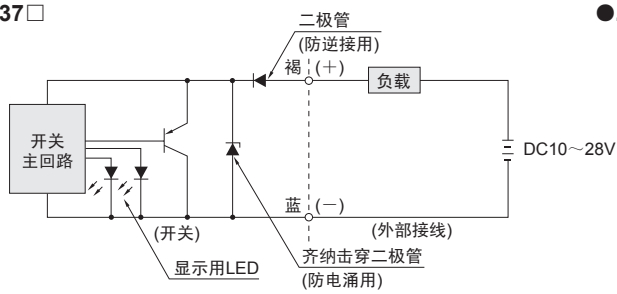 37□
●
二极管
(防逆接用)
褐 (＋)
负载
开关
主回路
DC10～28V
蓝 (－)
(开关)
(外部接线)
显示用LED
齐纳击穿二极管
(防电涌用)